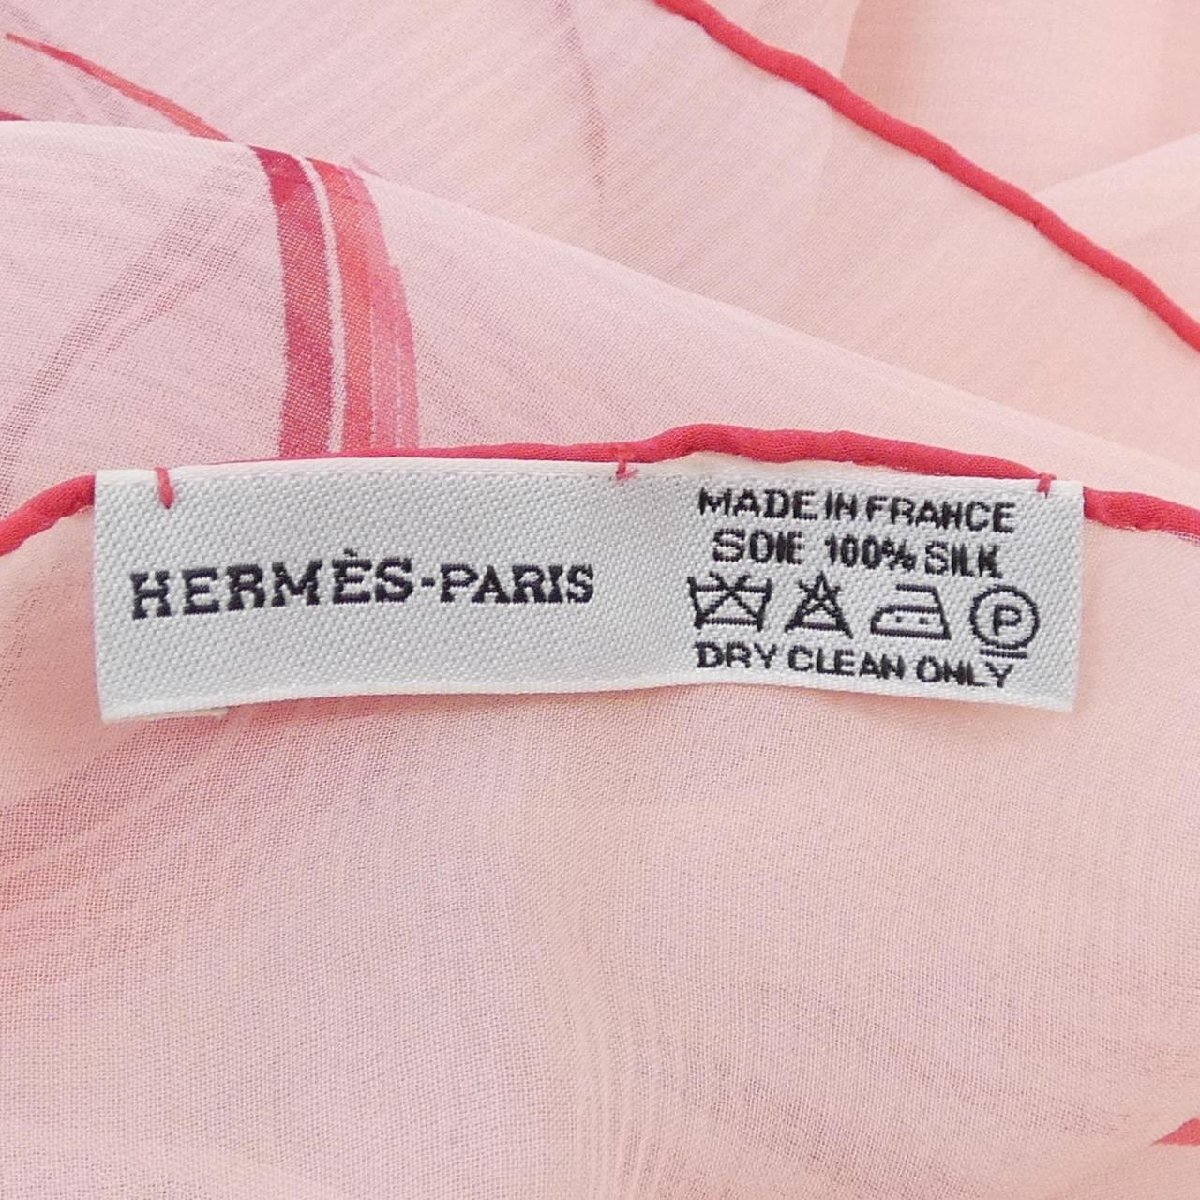 HERMÈS-PARIS
MADE IN FRANCE
SOIE 100% SILK
P
DRY CLEAN ONLY